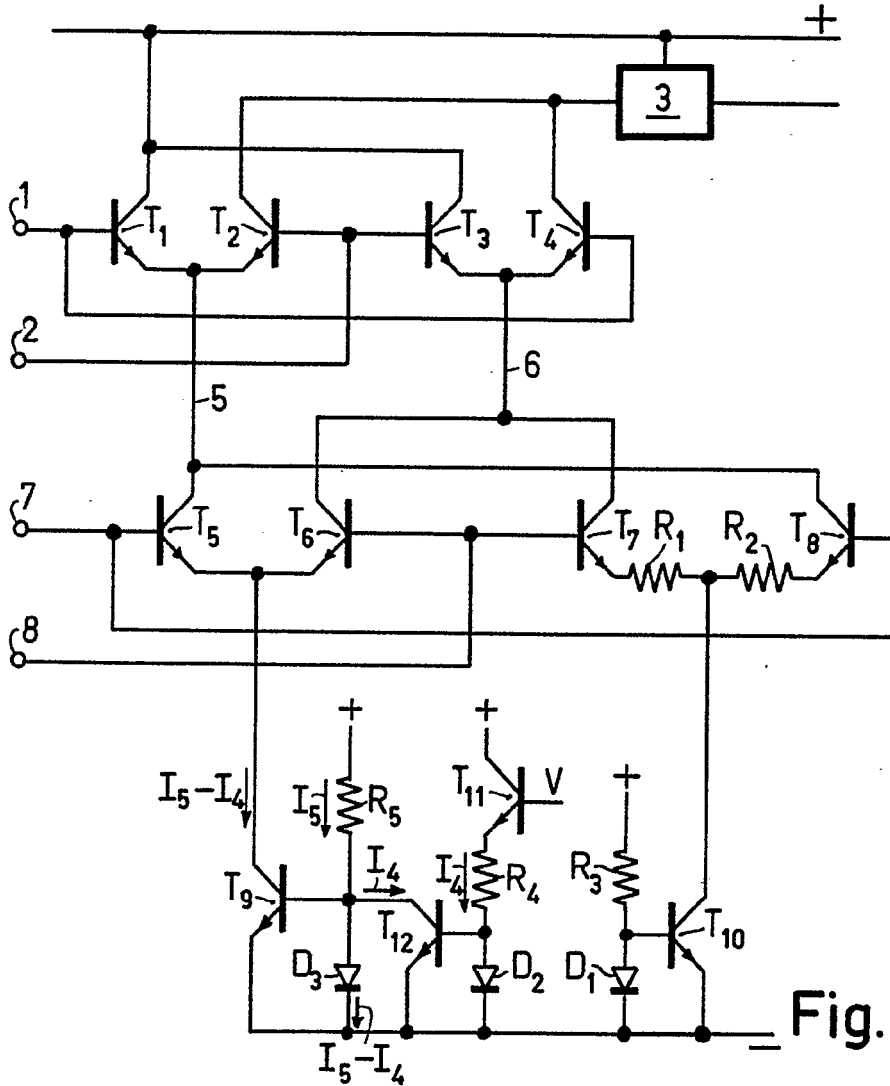 +
3
1
T₁ T₂ T₃ T₄
2
5 6
7
T₅ T₆ T₇ R₁ R₂ T₈
8
+ +
I₅-I₄ I₅ R₅ T₁₁ V +
I₄ I₄ R₄ R₃
T₉ T₁₂ T₁₀
D₃ D₂ D₁
I₅-I₄
− Fig.